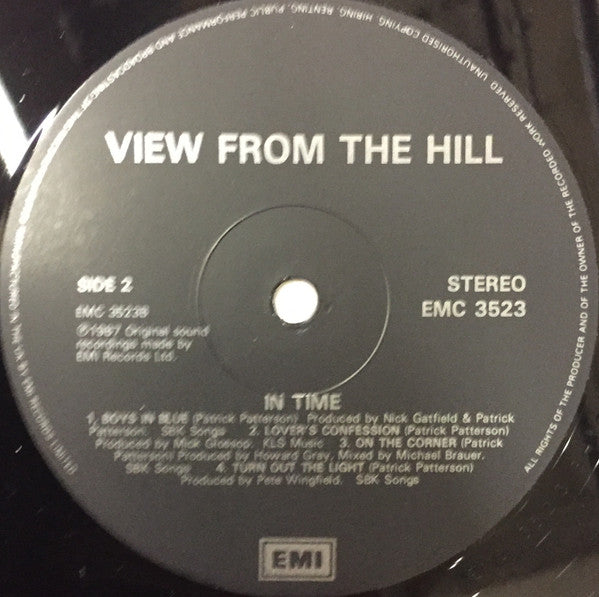 VIEW FROM THE HILL
SIDE 2
EMC 3523B
℗1987 Original sound
recordings made by
EMI Records Ltd.
STEREO
EMC 3523
IN TIME
1. BOYS IN BLUE (Patrick Patterson) Produced by Nick Gatfield & Patrick
Patterson. SBK Songs 2. LOVER'S CONFESSION (Patrick Patterson)
Produced by Mick Glossop. KLS Music 3. ON THE CORNER (Patrick
Patterson) Produced by Howard Gray, Mixed by Michael Brauer.
SBK Songs 4. TURN OUT THE LIGHT (Patrick Patterson)
Produced by Pete Wingfield. SBK Songs
EMI
ALL RIGHTS OF THE PRODUCER AND OF THE OWNER OF THE RECORDED WORK RESERVED UNAUTHORISED COPYING, HIRING, RENTING, PUBLIC PERFORMANCE AND BROADCASTING OF